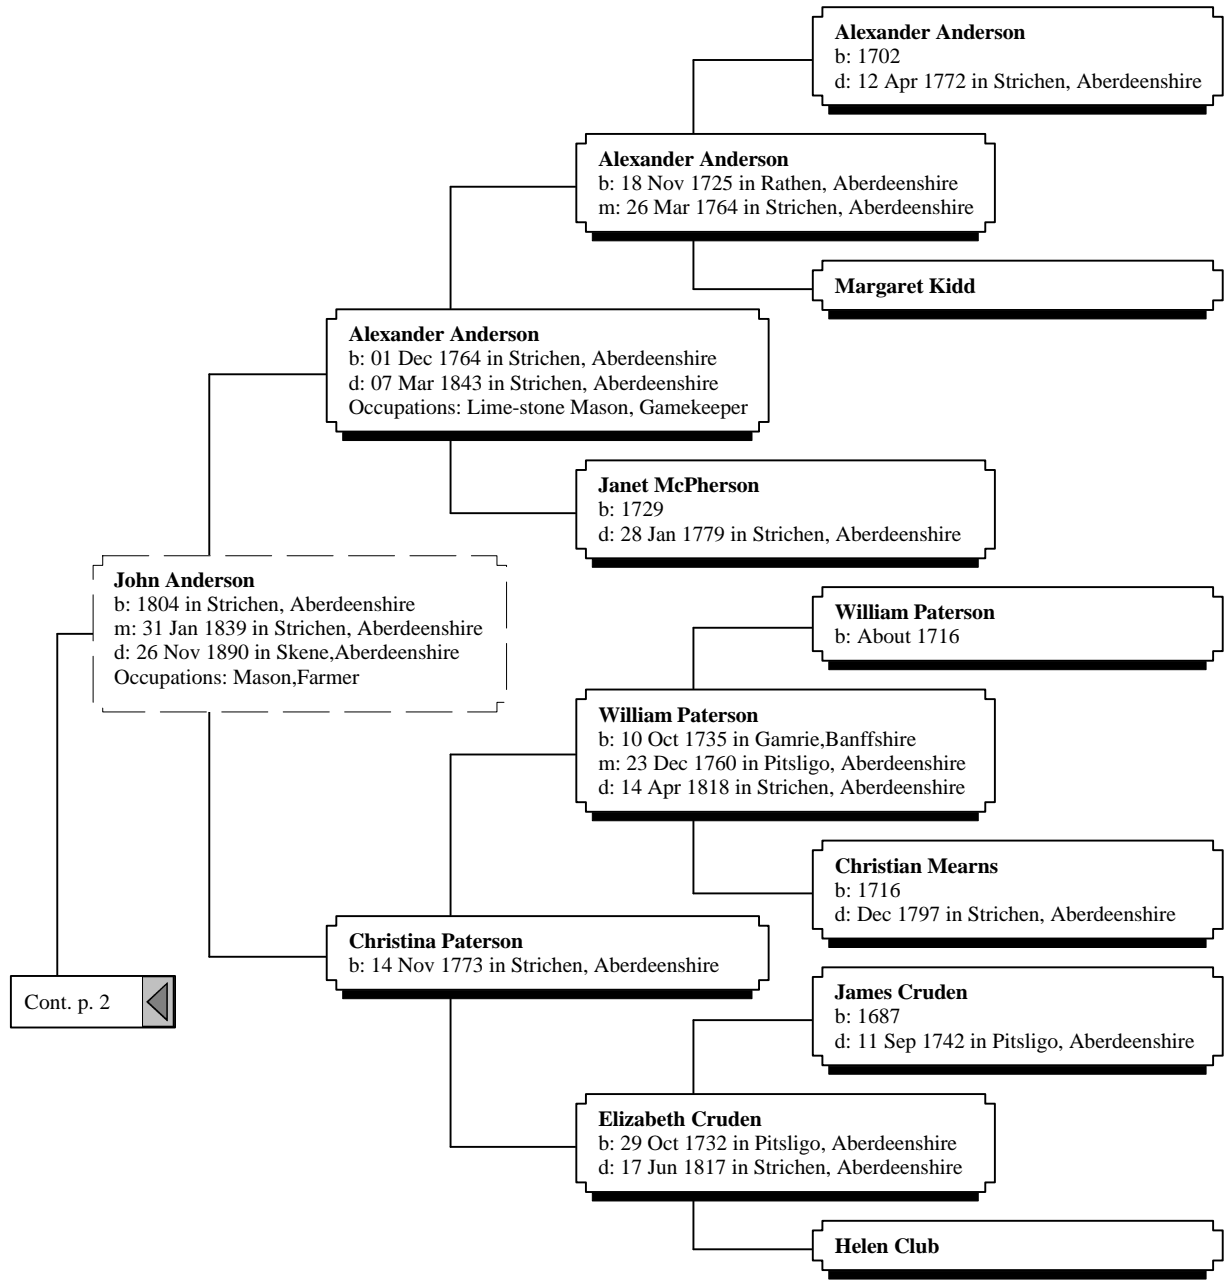 Alexander Anderson
b: 1702
d: 12 Apr 1772 in Strichen, Aberdeenshire
Alexander Anderson
b: 18 Nov 1725 in Rathen, Aberdeenshire
m: 26 Mar 1764 in Strichen, Aberdeenshire
Margaret Kidd
Alexander Anderson
b: 01 Dec 1764 in Strichen, Aberdeenshire
d: 07 Mar 1843 in Strichen, Aberdeenshire
Occupations: Lime-stone Mason, Gamekeeper
Janet McPherson
b: 1729
d: 28 Jan 1779 in Strichen, Aberdeenshire
John Anderson
b: 1804 in Strichen, Aberdeenshire
m: 31 Jan 1839 in Strichen, Aberdeenshire
d: 26 Nov 1890 in Skene,Aberdeenshire
Occupations: Mason,Farmer
William Paterson
b: About 1716
William Paterson
b: 10 Oct 1735 in Gamrie,Banffshire
m: 23 Dec 1760 in Pitsligo, Aberdeenshire
d: 14 Apr 1818 in Strichen, Aberdeenshire
Christian Mearns
b: 1716
d: Dec 1797 in Strichen, Aberdeenshire
Christina Paterson
b: 14 Nov 1773 in Strichen, Aberdeenshire
Cont. p. 2
James Cruden
b: 1687
d: 11 Sep 1742 in Pitsligo, Aberdeenshire
Elizabeth Cruden
b: 29 Oct 1732 in Pitsligo, Aberdeenshire
d: 17 Jun 1817 in Strichen, Aberdeenshire
Helen Club